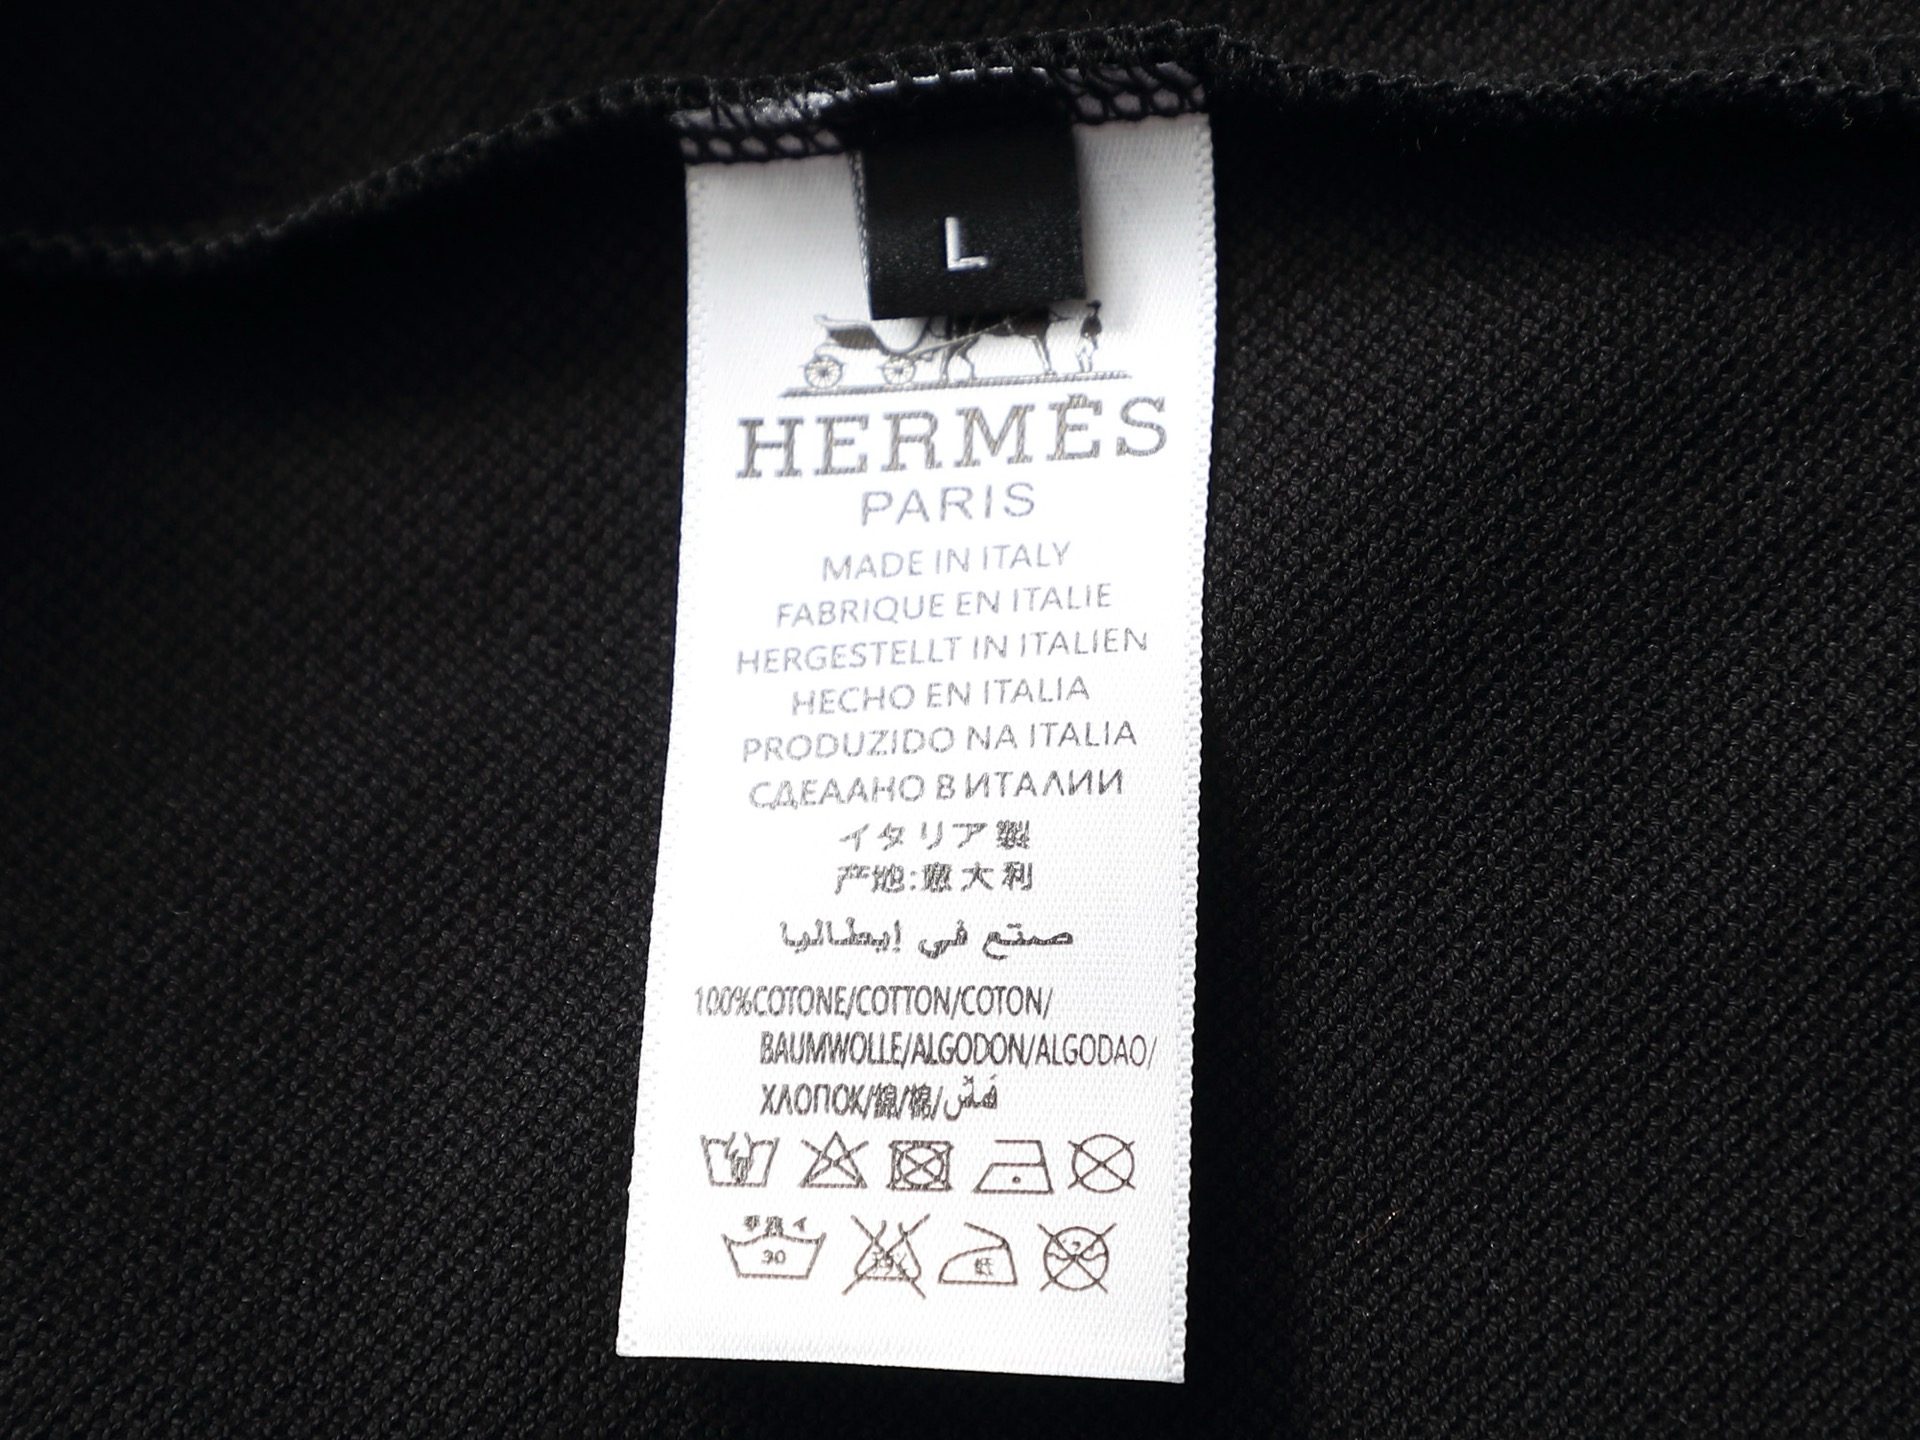 L
HERMÈS
PARIS
MADE IN ITALY
FABRIQUE EN ITALIE
HERGESTELLT IN ITALIEN
HECHO EN ITALIA
PRODUZIDO NA ITALIA
СДЕААНО В ИТАЛИИ
イタリア製
产地:意大利
صنع في إيطاليا
100%COTONE/COTTON/COTON/
BAUMWOLLE/ALGODON/ALGODAO/
ХЛОПОК/棉/棉/
30